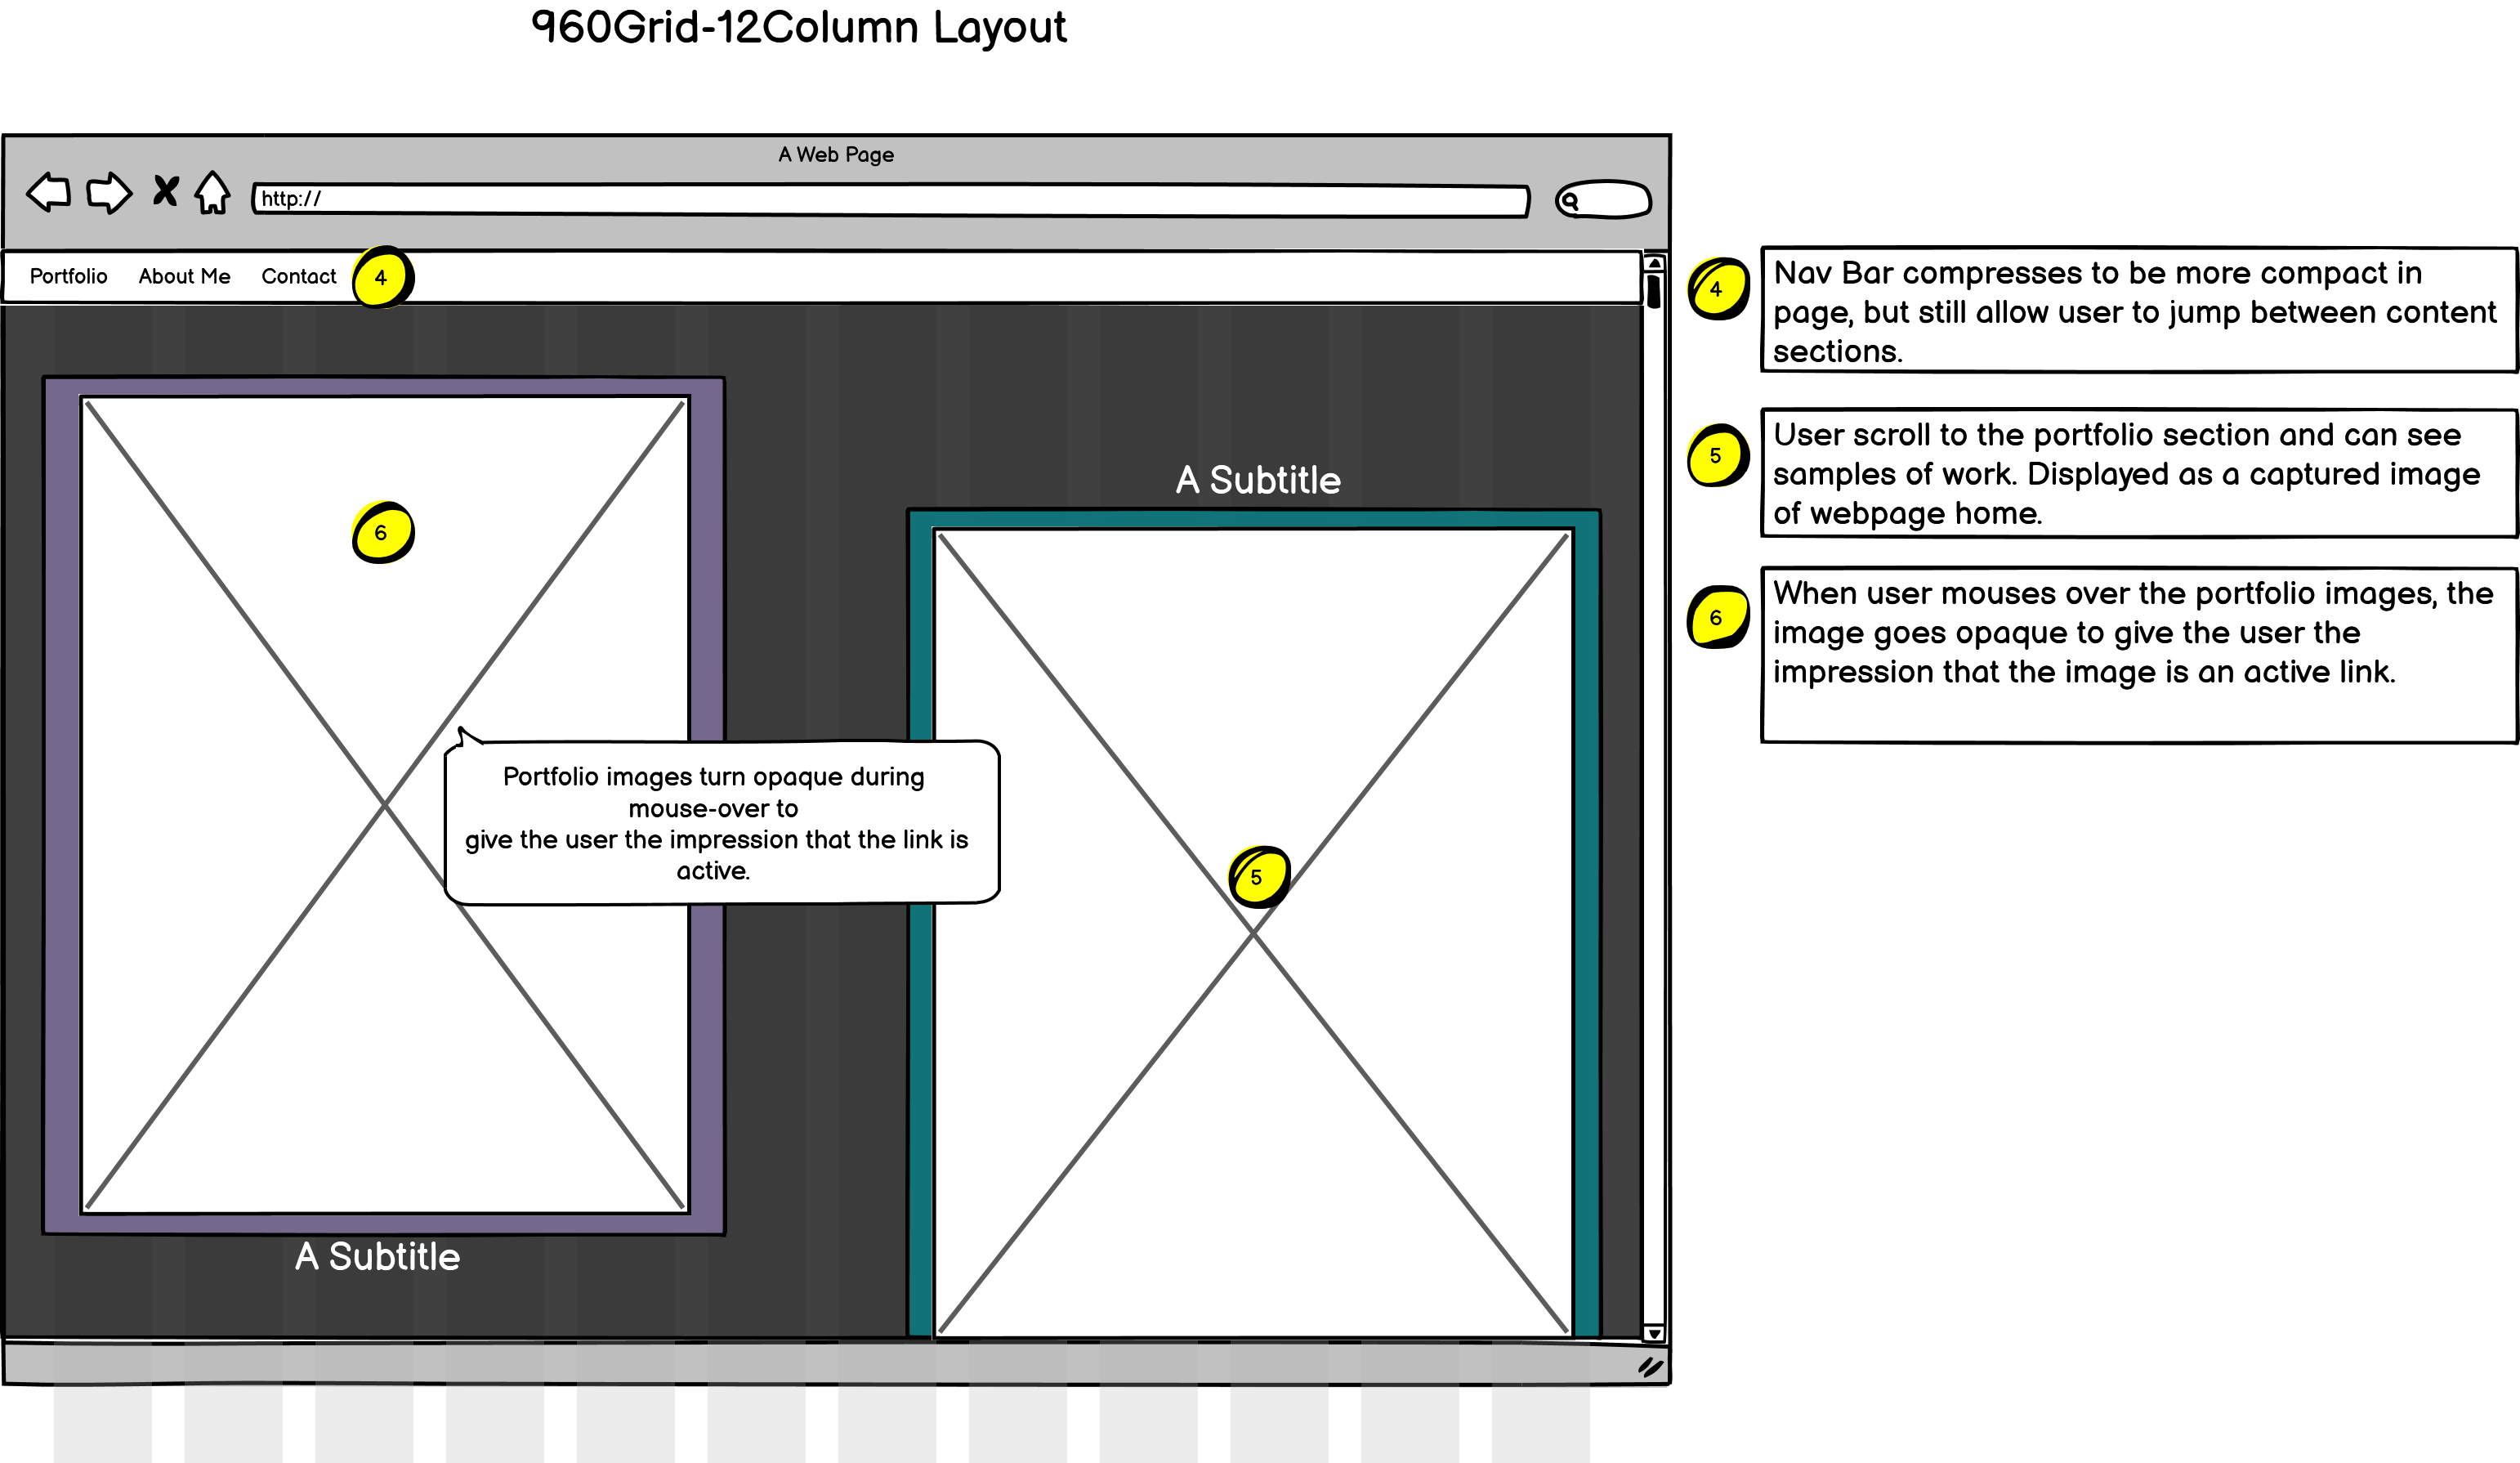 960Grid-12Column Layout
A Web Page
http://
Portfolio
About Me
Contact
4
6
A Subtitle
Portfolio images turn opaque during
mouse-over to
give the user the impression that the link is
active.
5
A Subtitle
4
Nav Bar compresses to be more compact in
page, but still allow user to jump between content
sections.
5
User scroll to the portfolio section and can see
samples of work. Displayed as a captured image
of webpage home.
6
When user mouses over the portfolio images, the
image goes opaque to give the user the
impression that the image is an active link.